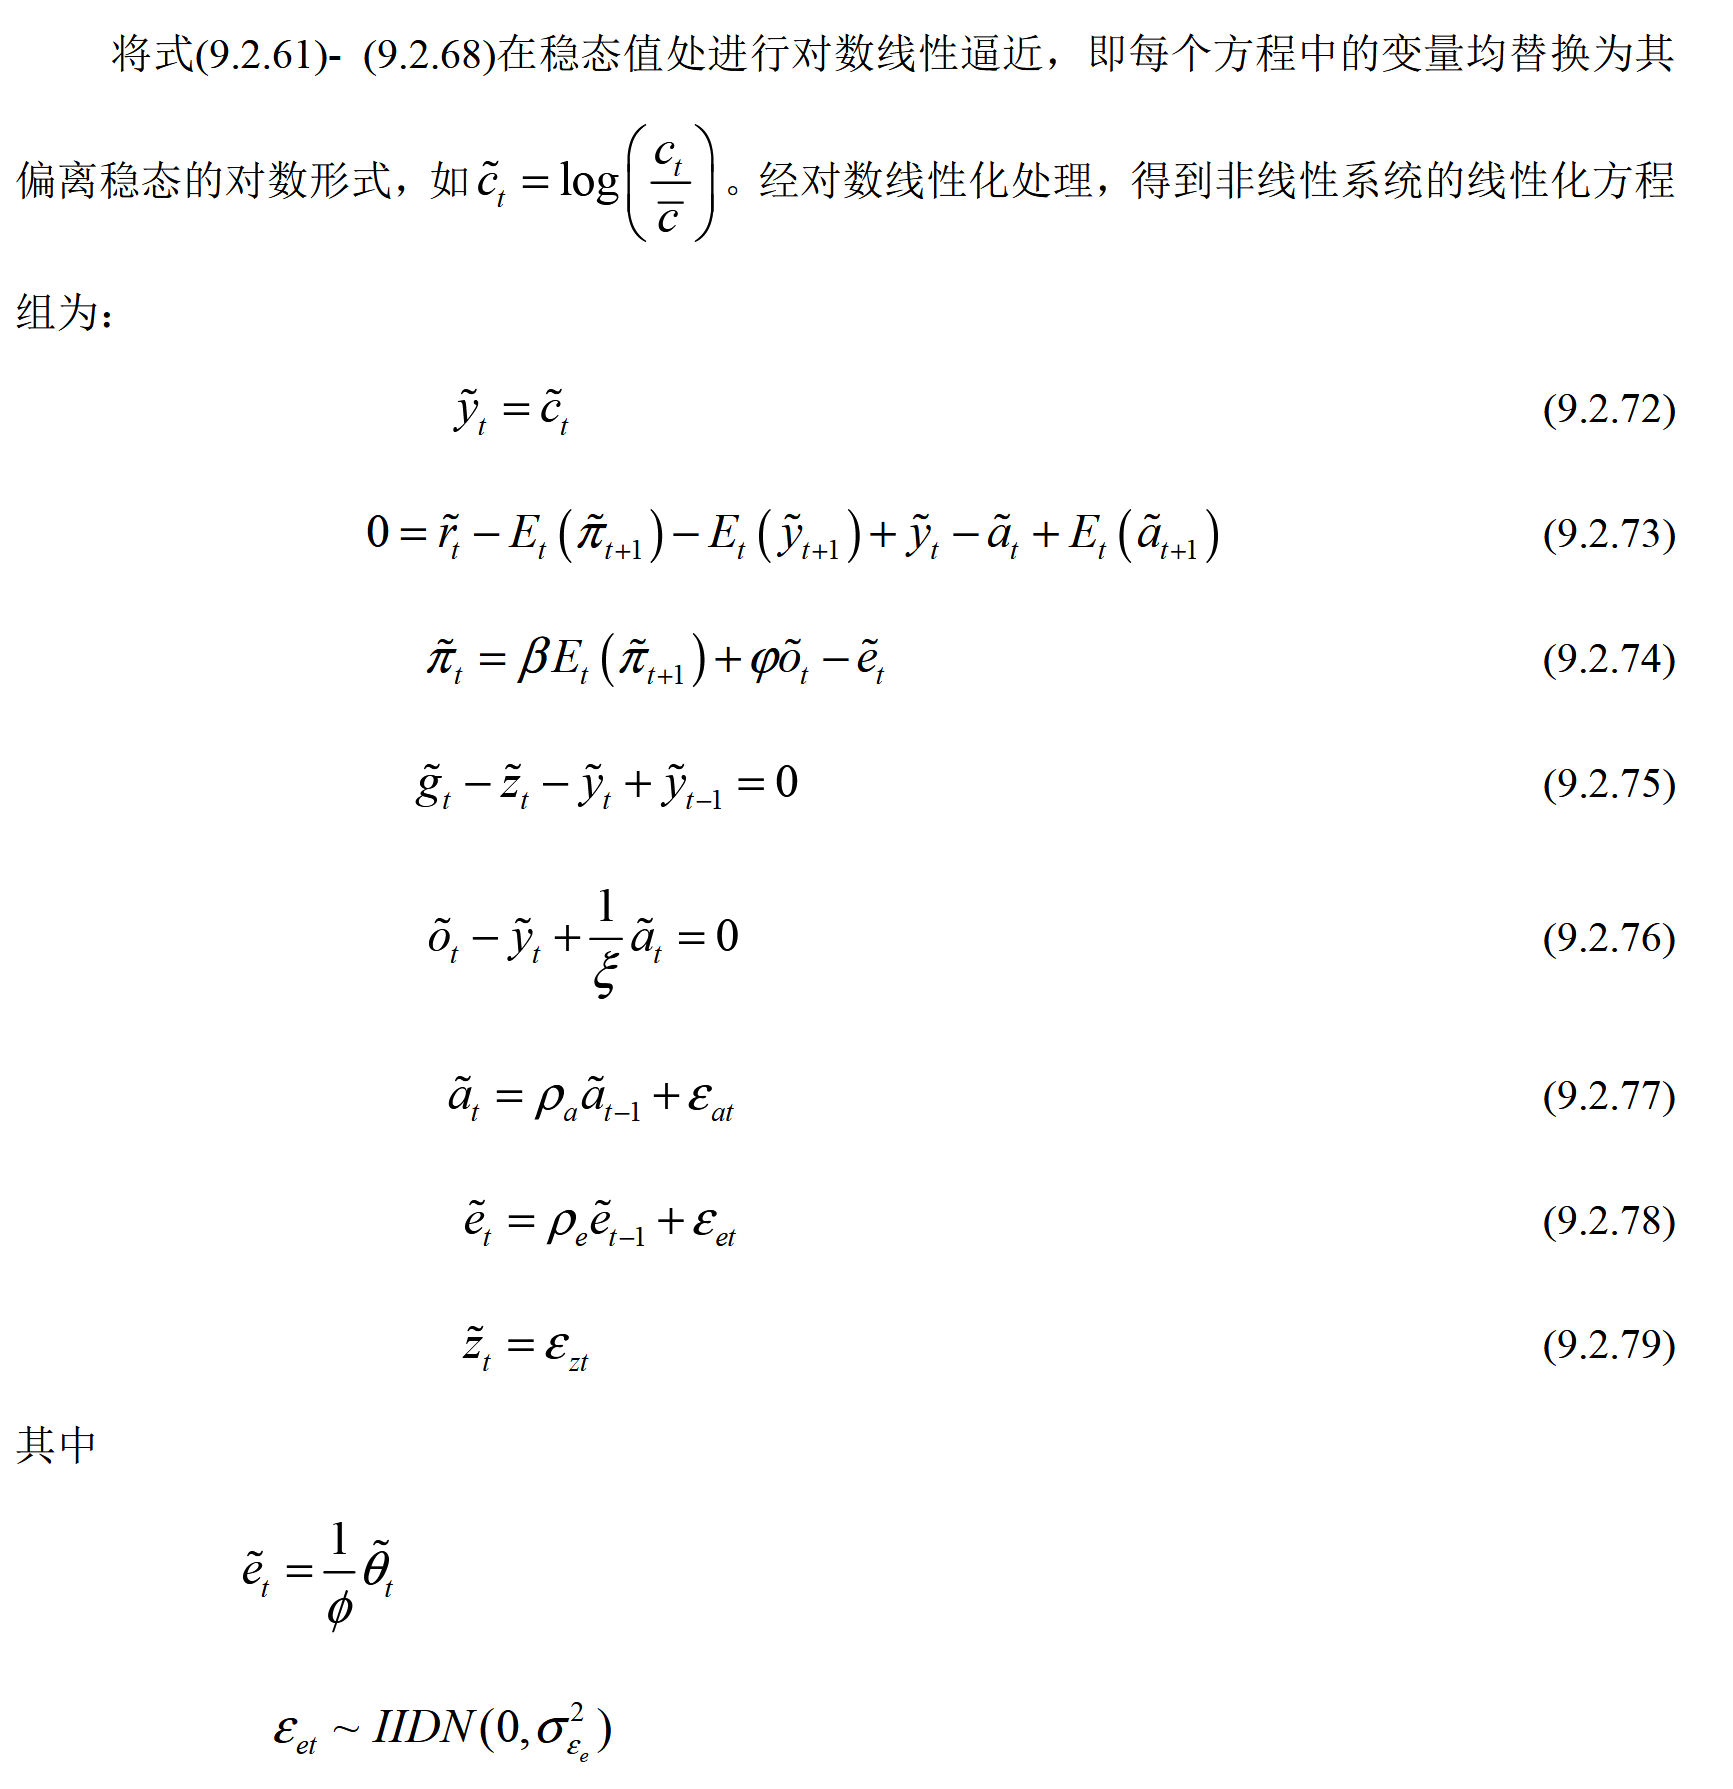 将式(9.2.61)- (9.2.68)在稳态值处进行对数线性逼近，即每个方程中的变量均替换为其
偏离稳态的对数形式，如 $\tilde{c}_t = \log\left(\frac{c_t}{\overline{c}}\right)$ 。经对数线性化处理，得到非线性系统的线性化方程
组为：
$\tilde{y}_t = \tilde{c}_t$ (9.2.72)
$0 = \tilde{r}_t - E_t(\tilde{\pi}_{t+1}) - E_t(\tilde{y}_{t+1}) + \tilde{y}_t - \tilde{a}_t + E_t(\tilde{a}_{t+1})$ (9.2.73)
$\tilde{\pi}_t = \beta E_t(\tilde{\pi}_{t+1}) + \varphi \tilde{o}_t - \tilde{e}_t$ (9.2.74)
$\tilde{g}_t - \tilde{z}_t - \tilde{y}_t + \tilde{y}_{t-1} = 0$ (9.2.75)
$\tilde{o}_t - \tilde{y}_t + \frac{1}{\xi} \tilde{a}_t = 0$ (9.2.76)
$\tilde{a}_t = \rho_a \tilde{a}_{t-1} + \varepsilon_{at}$ (9.2.77)
$\tilde{e}_t = \rho_e \tilde{e}_{t-1} + \varepsilon_{et}$ (9.2.78)
$\tilde{z}_t = \varepsilon_{zt}$ (9.2.79)
其中
$\tilde{e}_t = \frac{1}{\phi} \tilde{\theta}_t$
$\varepsilon_{et} \sim IIDN(0, \sigma_{\varepsilon_e}^2)$